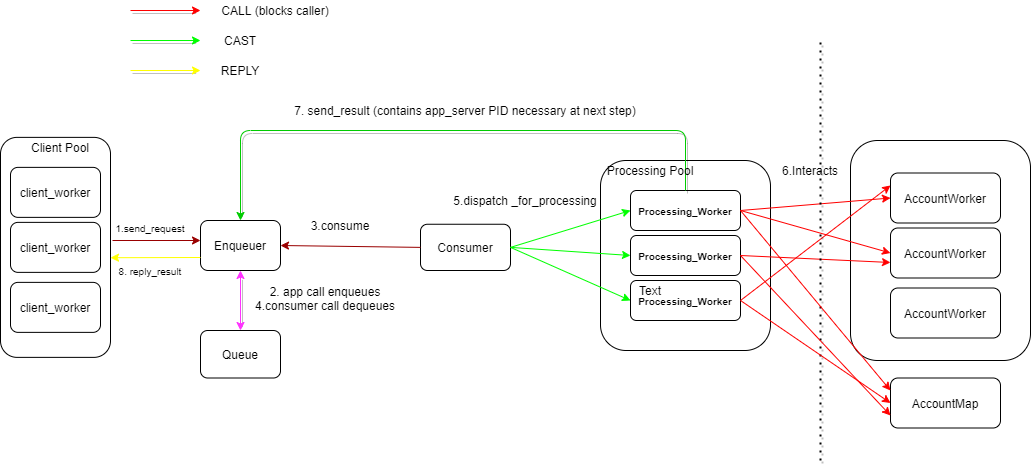 CALL (blocks caller)
CAST
REPLY
7. send_result (contains app_server PID necessary at next step)
Client Pool
client_worker
client_worker
client_worker
1.send_request
8. reply_result
Enqueuer
3.consume
2. app call enqueues
4.consumer call dequeues
Queue
Consumer
5.dispatch _for_processing
Processing Pool
Processing_Worker
Processing_Worker
Text
Processing_Worker
6.Interacts
AccountWorker
AccountWorker
AccountWorker
AccountMap